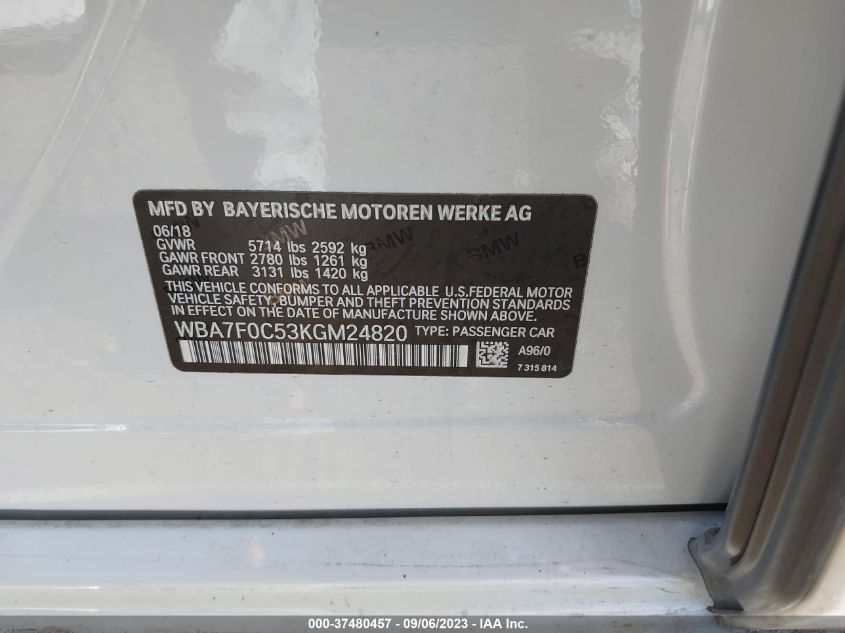 MFD BY BAYERISCHE MOTOREN WERKE AG
06/18
GVWR 5714 lbs 2592 kg
GAWR FRONT 2780 lbs 1261 kg
GAWR REAR 3131 lbs 1420 kg
THIS VEHICLE CONFORMS TO ALL APPLICABLE U.S.FEDERAL MOTOR
VEHICLE SAFETY, BUMPER, AND THEFT PREVENTION STANDARDS
IN EFFECT ON THE DATE OF MANUFACTURE SHOWN ABOVE.
WBA7F0C53KGM24820 TYPE: PASSENGER CAR
A96/0
7 315 814
BMW
BMW
000-37480457 - 09/06/2023 - IAA Inc.